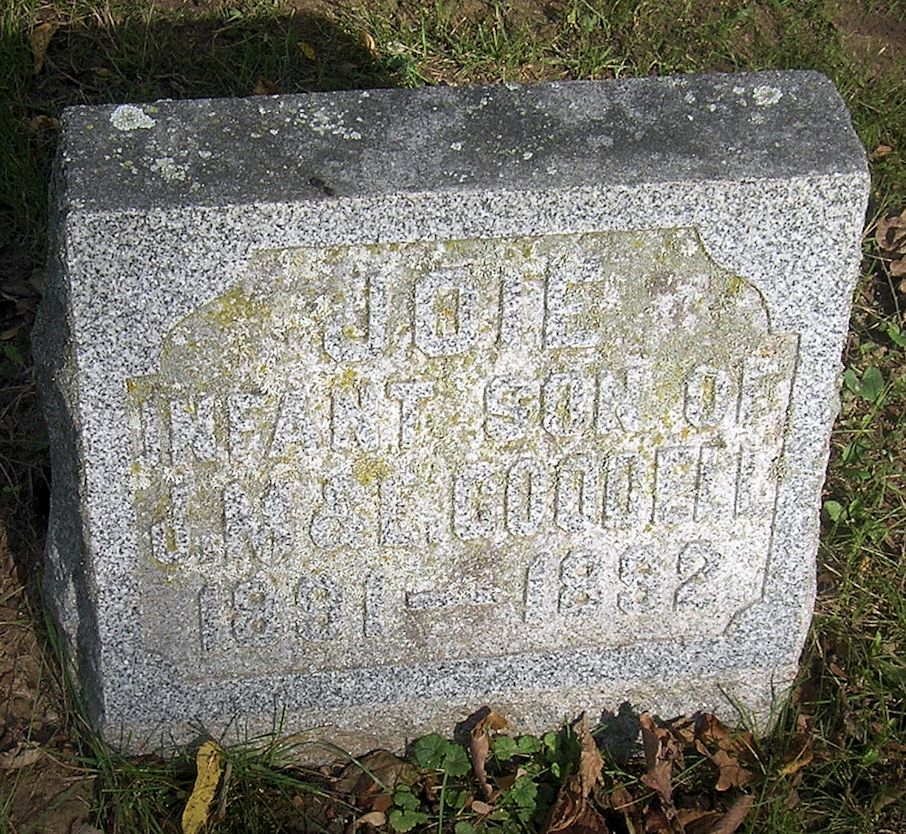 JOIE
INFANT SON OF
J.M.&L.GOODELL
1891—1892